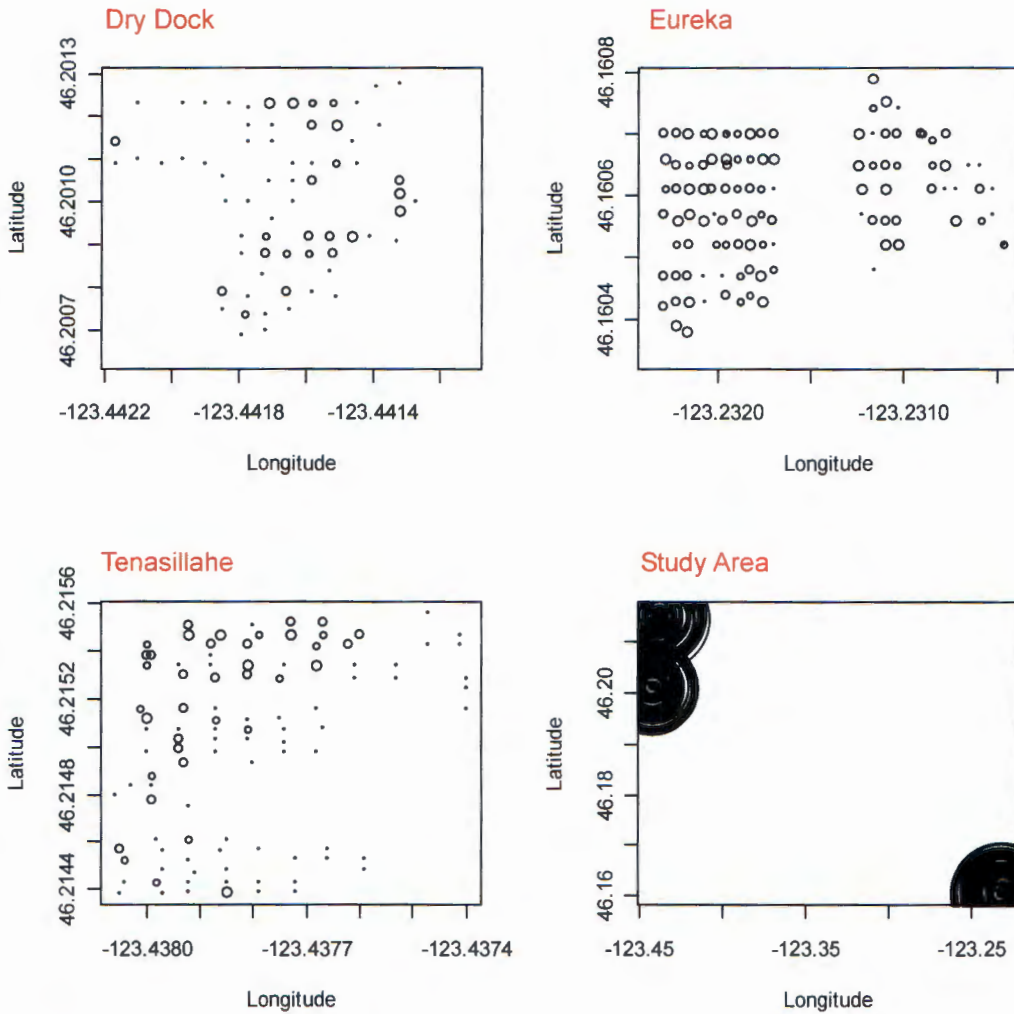 Dry Dock
46.2013
46.2010
46.2007
Latitude
-123.4422
-123.4418
-123.4414
Longitude
Eureka
46.1608
46.1606
46.1604
Latitude
-123.2320
-123.2310
Longitude
Tenasillahe
46.2156
46.2152
46.2148
46.2144
Latitude
-123.4380
-123.4377
-123.4374
Longitude
Study Area
46.20
46.18
46.16
Latitude
-123.45
-123.35
-123.25
Longitude